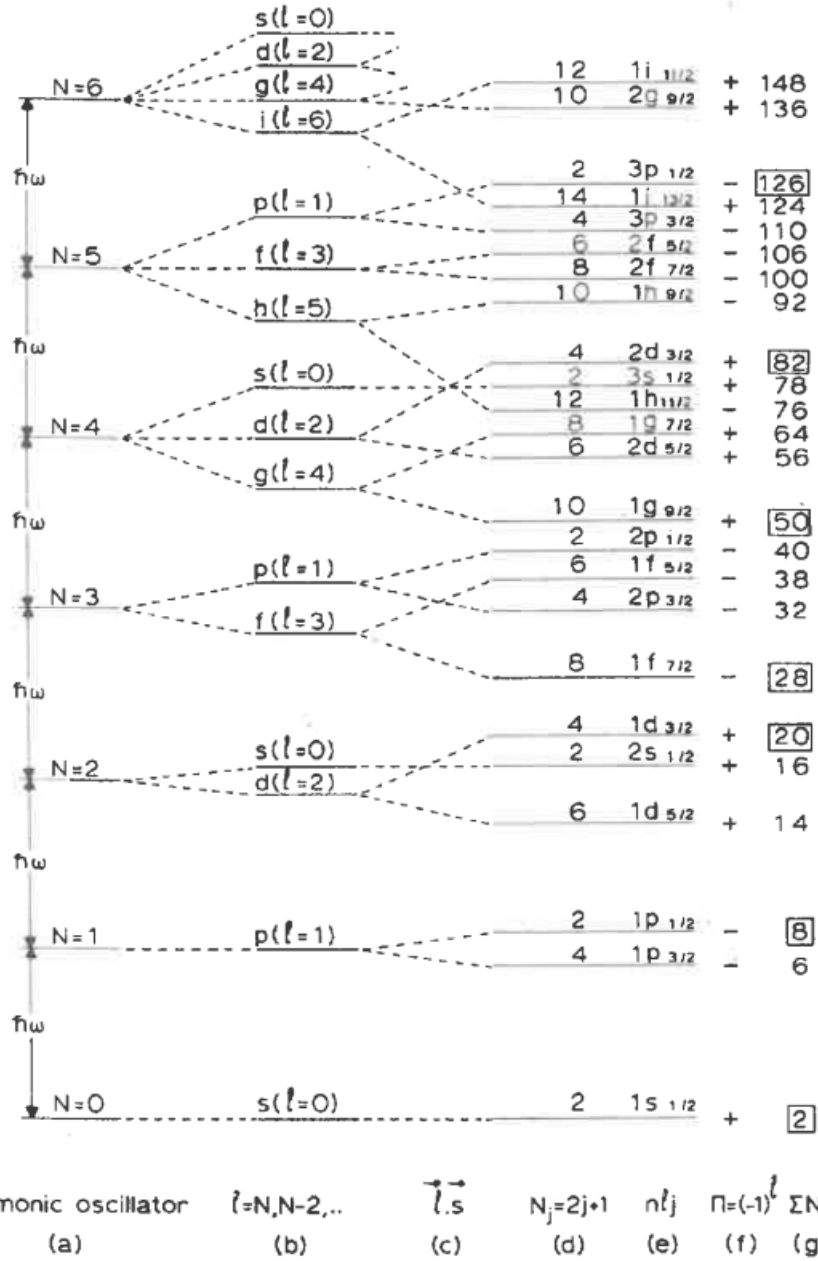 s(l=0)
d(l=2)
N=6 g(l=4) 12 1i 11/2 + 148
i(l=6) 10 2g 9/2 + 136
ħω
2 3p 1/2 − 126
p(l=1) 14 1i 13/2 + 124
4 3p 3/2 − 110
N=5 f(l=3) 6 2f 5/2 − 106
8 2f 7/2 − 100
h(l=5) 10 1h 9/2 − 92
ħω
4 2d 3/2 + 82
s(l=0) 2 3s 1/2 + 78
12 1h 11/2 − 76
N=4 d(l=2) 8 1g 7/2 + 64
6 2d 5/2 + 56
g(l=4)
10 1g 9/2 + 50
ħω
2 2p 1/2 − 40
p(l=1) 6 1f 5/2 − 38
N=3 4 2p 3/2 − 32
f(l=3)
8 1f 7/2 − 28
ħω
4 1d 3/2 + 20
s(l=0) 2 2s 1/2 + 16
N=2 d(l=2)
6 1d 5/2 + 14
ħω
2 1p 1/2 − 8
N=1 p(l=1) 4 1p 3/2 − 6
ħω
N=0 s(l=0) 2 1s 1/2 + 2
monic oscillator l=N,N-2,.. l⃗.s⃗ Nj=2j+1 nlj Π=(-1)^l ΣN
(a) (b) (c) (d) (e) (f) (g